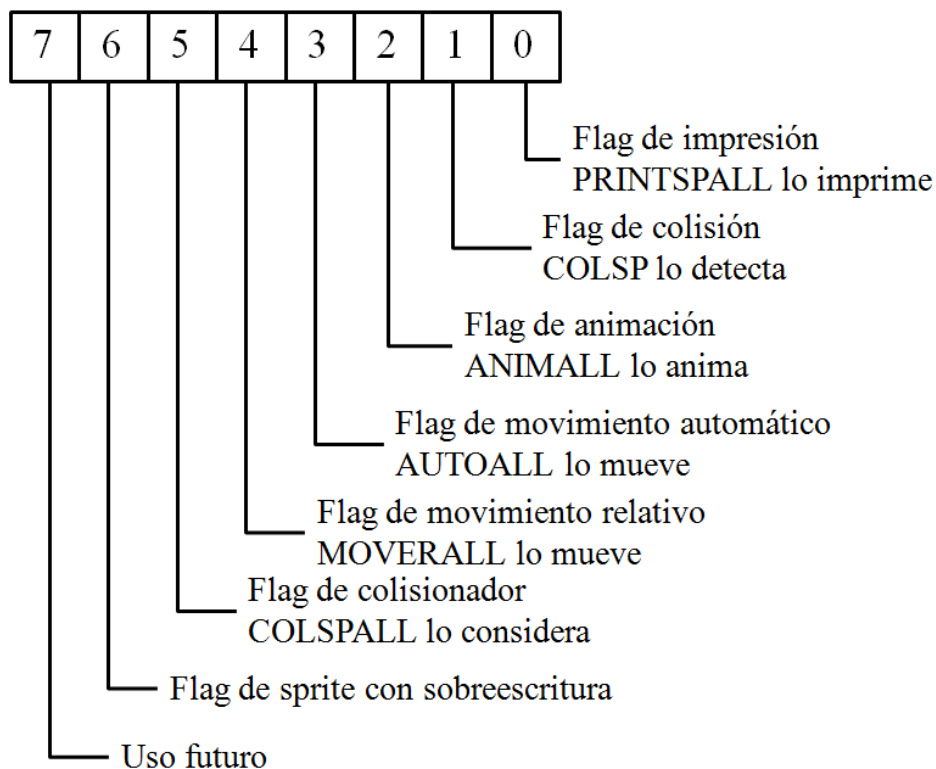 7 6 5 4 3 2 1 0
Flag de impresión
PRINTSPALL lo imprime
Flag de colisión
COLSP lo detecta
Flag de animación
ANIMALL lo anima
Flag de movimiento automático
AUTOALL lo mueve
Flag de movimiento relativo
MOVERALL lo mueve
Flag de colisionador
COLSPALL lo considera
Flag de sprite con sobreescritura
Uso futuro